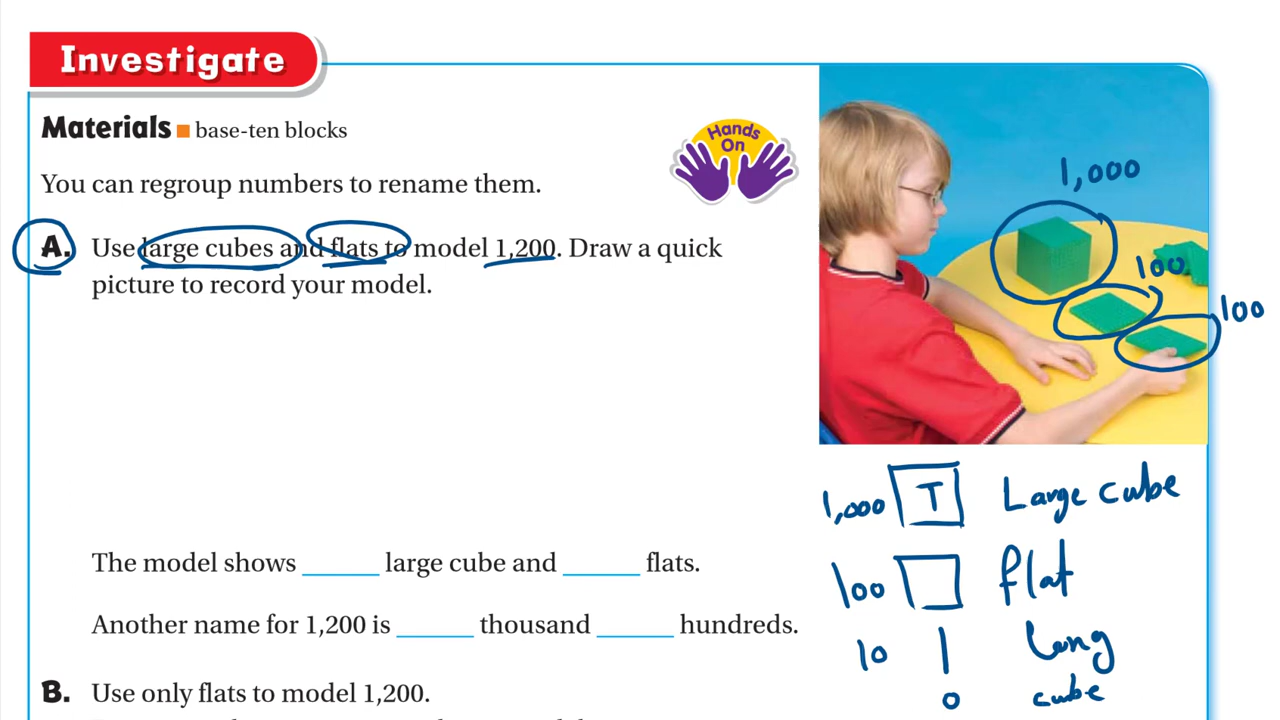 Investigate
Materials ■ base-ten blocks
Hands
On
You can regroup numbers to rename them.
A. Use large cubes and flats to model 1,200. Draw a quick
picture to record your model.
1,000
100
100
1,000 T Large cube
100 flat
10 long
cube
The model shows ______ large cube and ______ flats.
Another name for 1,200 is ______ thousand ______ hundreds.
B. Use only flats to model 1,200.